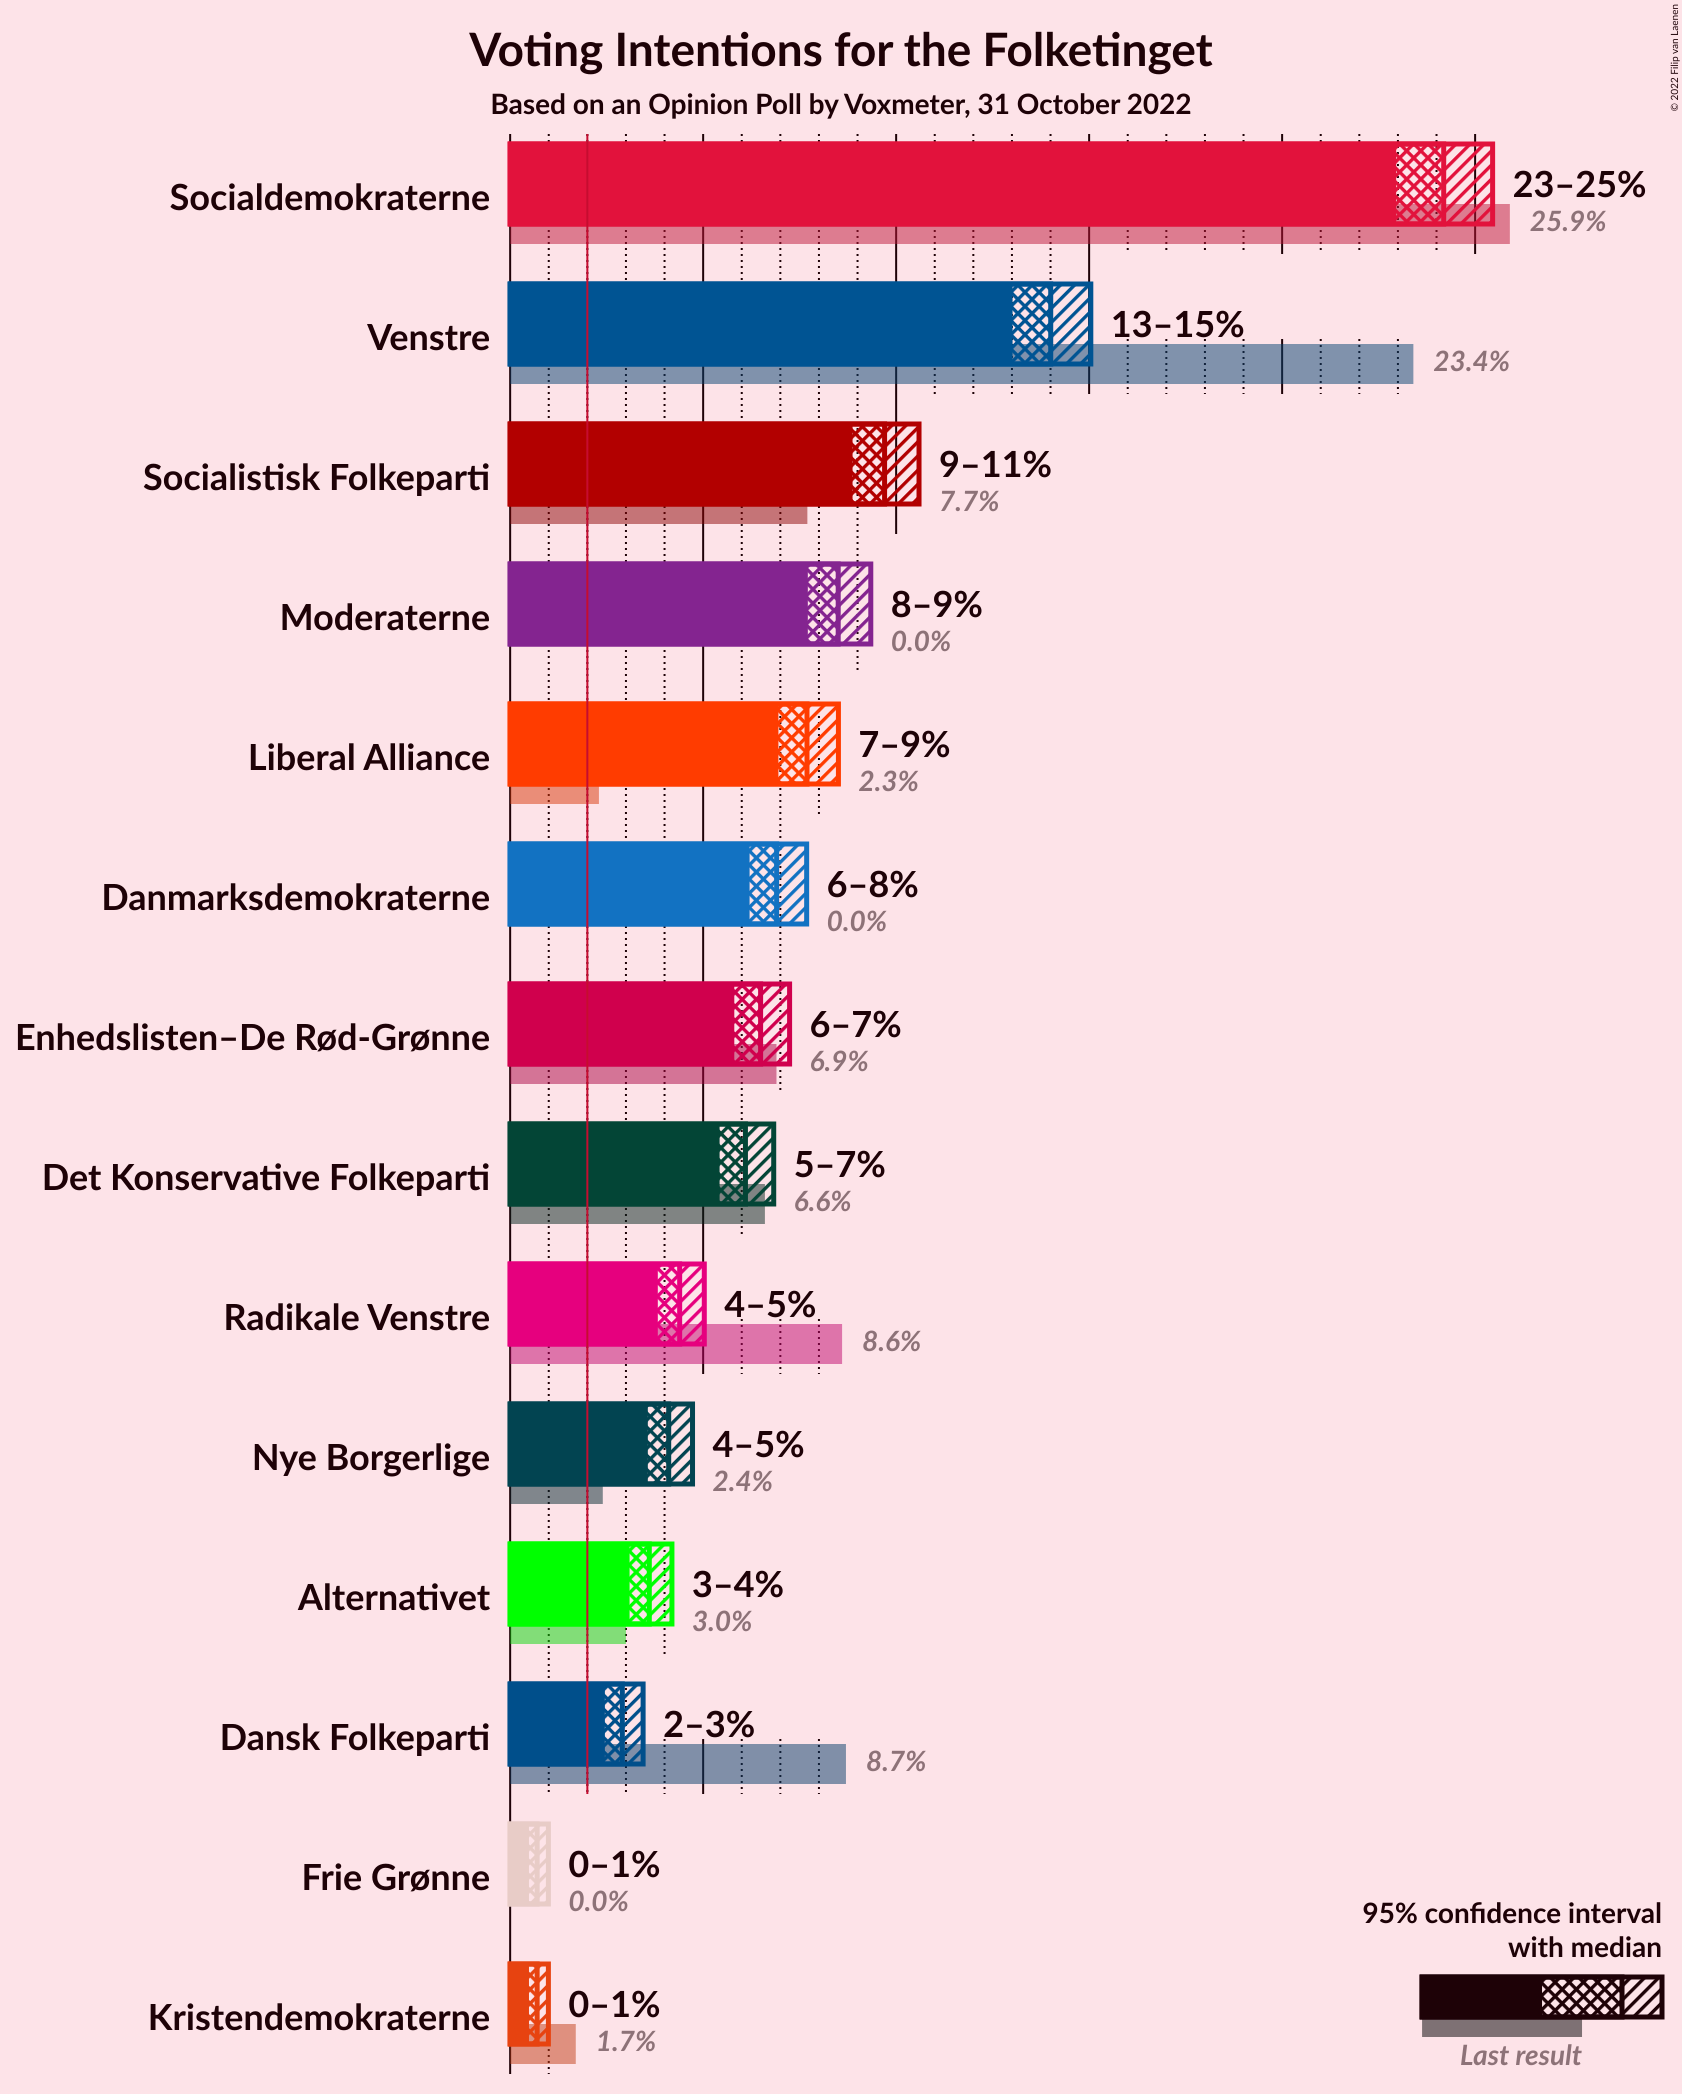 Voting Intentions for the Folketinget
Based on an Opinion Poll by Voxmeter, 31 October 2022
© 2022 Filip van Laenen
Socialdemokraterne
23–25%
25.9%
Venstre
13–15%
23.4%
Socialistisk Folkeparti
9–11%
7.7%
Moderaterne
8–9%
0.0%
Liberal Alliance
7–9%
2.3%
Danmarksdemokraterne
6–8%
0.0%
Enhedslisten–De Rød-Grønne
6–7%
6.9%
Det Konservative Folkeparti
5–7%
6.6%
Radikale Venstre
4–5%
8.6%
Nye Borgerlige
4–5%
2.4%
Alternativet
3–4%
3.0%
Dansk Folkeparti
2–3%
8.7%
Frie Grønne
0–1%
0.0%
Kristendemokraterne
0–1%
1.7%
95% confidence interval
with median
Last result